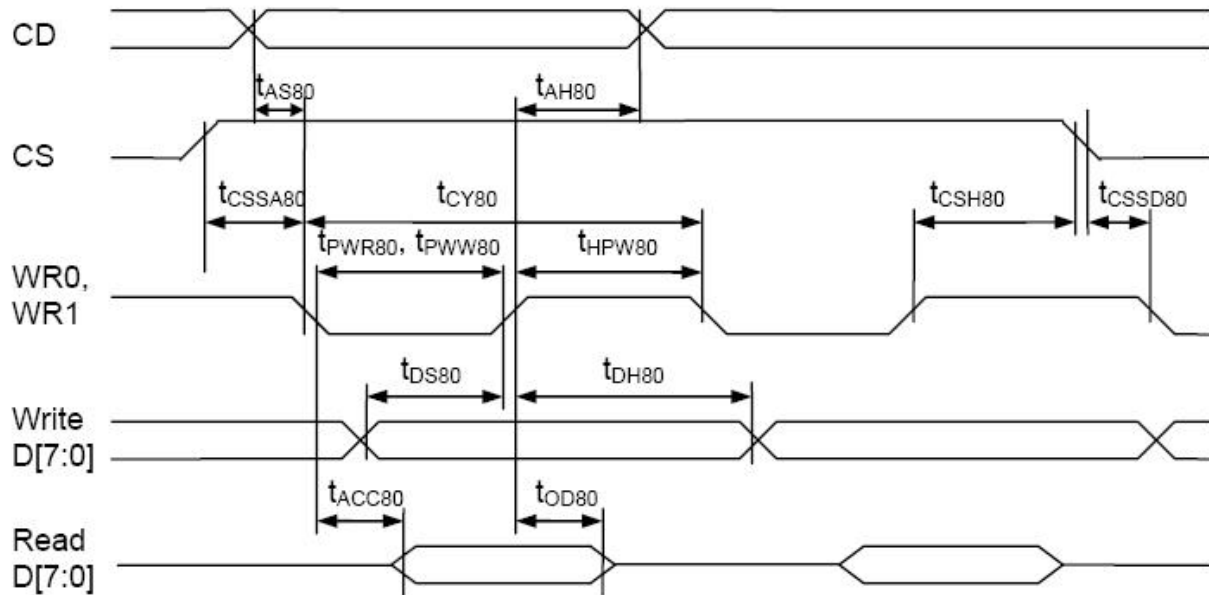 CD
tAS80
tAH80
CS
tCSSA80
tCY80
tCSH80
tCSSD80
tPWR80, tPWW80
tHPW80
WR0,
WR1
tDS80
tDH80
Write
D[7:0]
tACC80
tOD80
Read
D[7:0]